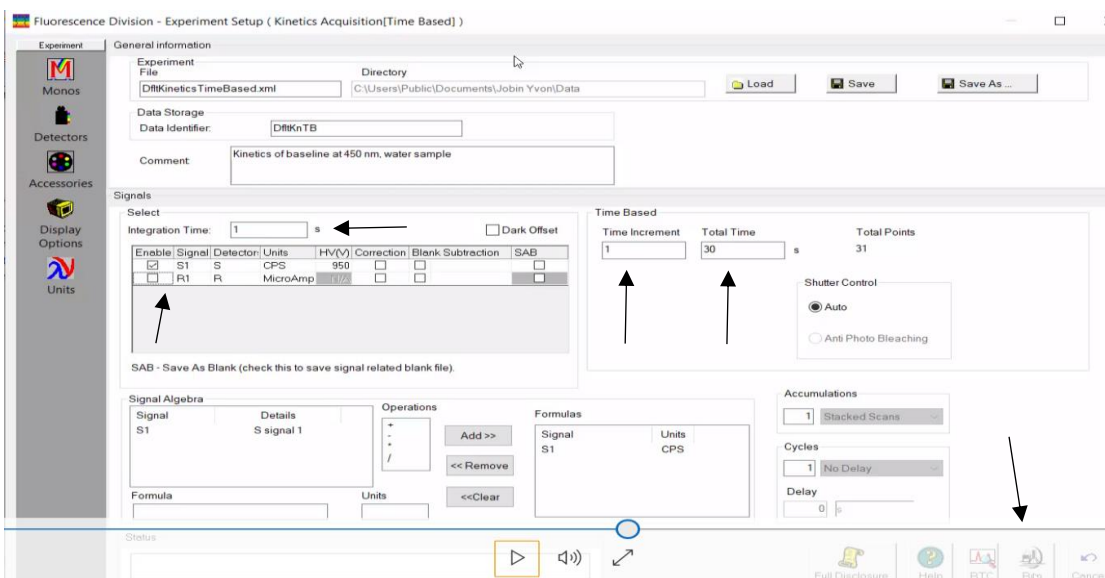 Fluorescence Division - Experiment Setup ( Kinetics Acquisition[Time Based] )
Experiment
Monos
Detectors
Accessories
Display
Options
Units
General information
Experiment
File Directory
DfltKineticsTimeBased.xml C:\Users\Public\Documents\Jobin Yvon\Data Load Save Save As ...
Data Storage
Data Identifier: DfltKnTB
Comment: Kinetics of baseline at 450 nm, water sample
Signals
Select
Integration Time: 1 s Dark Offset
Enable Signal Detector Units HV(V) Correction Blank Subtraction SAB
S1 S CPS 950
R1 R MicroAmp
SAB - Save As Blank (check this to save signal related blank file).
Time Based
Time Increment Total Time Total Points
1 30 s 31
Shutter Control
Auto
Anti Photo Bleaching
Signal Algebra
Signal Details
S1 S signal 1
Operations
+
-
*
/
Add >>
<< Remove
<<Clear
Formulas
Signal Units
S1 CPS
Formula Units
Accumulations
1 Stacked Scans
Cycles
1 No Delay
Delay
0 s
Status
Full Disclosure Help RTC Run Cancel